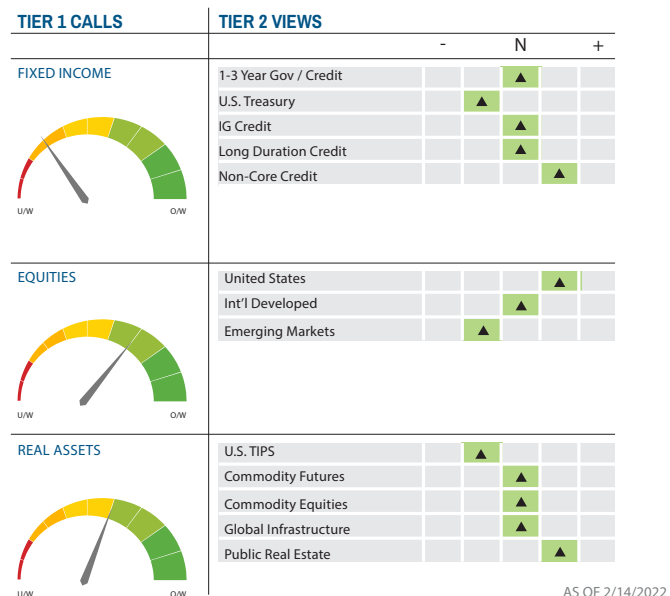 TIER 1 CALLS
TIER 2 VIEWS
- N +
FIXED INCOME
U/W O/W
1-3 Year Gov / Credit
U.S. Treasury
IG Credit
Long Duration Credit
Non-Core Credit
EQUITIES
U/W O/W
United States
Int'l Developed
Emerging Markets
REAL ASSETS
U/W O/W
U.S. TIPS
Commodity Futures
Commodity Equities
Global Infrastructure
Public Real Estate
AS OF 2/14/2022